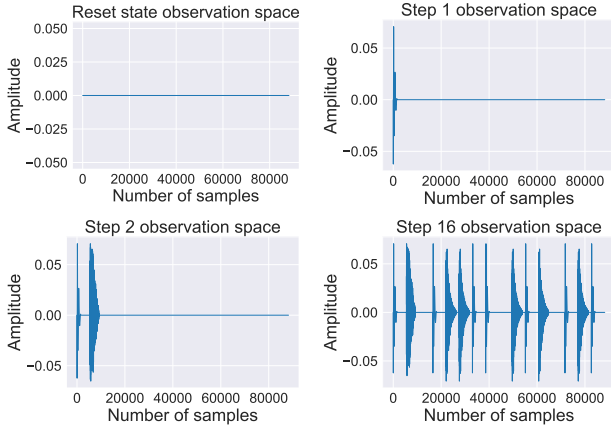 Reset state observation space
0.050
0.025
0.000
−0.025
−0.050
Amplitude
0 20000 40000 60000 80000
Number of samples
Step 1 observation space
0.05
0.00
−0.05
Amplitude
0 20000 40000 60000 80000
Number of samples
Step 2 observation space
0.05
0.00
−0.05
Amplitude
0 20000 40000 60000 80000
Number of samples
Step 16 observation space
0.05
0.00
−0.05
Amplitude
0 20000 40000 60000 80000
Number of samples